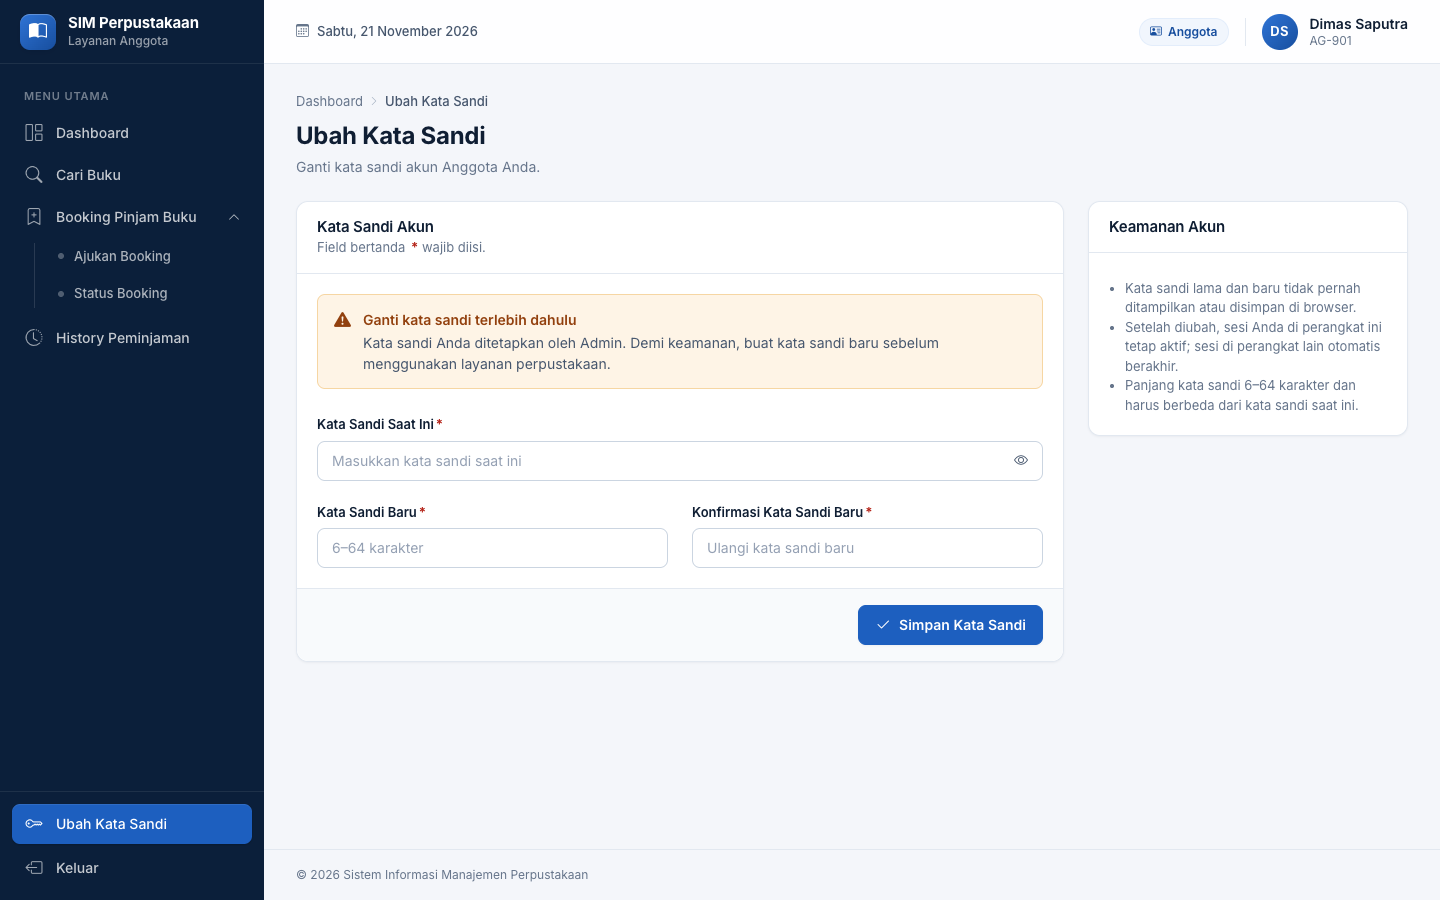 SIM Perpustakaan
Layanan Anggota
MENU UTAMA
Dashboard
Cari Buku
Booking Pinjam Buku
Ajukan Booking
Status Booking
History Peminjaman
Ubah Kata Sandi
Keluar
Sabtu, 21 November 2026
Anggota
DS
Dimas Saputra
AG-901
Dashboard > Ubah Kata Sandi
Ubah Kata Sandi
Ganti kata sandi akun Anggota Anda.
Kata Sandi Akun
Field bertanda * wajib diisi.
Ganti kata sandi terlebih dahulu
Kata sandi Anda ditetapkan oleh Admin. Demi keamanan, buat kata sandi baru sebelum
menggunakan layanan perpustakaan.
Kata Sandi Saat Ini *
Masukkan kata sandi saat ini
Kata Sandi Baru *
6–64 karakter
Konfirmasi Kata Sandi Baru *
Ulangi kata sandi baru
Simpan Kata Sandi
Keamanan Akun
• Kata sandi lama dan baru tidak pernah
ditampilkan atau disimpan di browser.
• Setelah diubah, sesi Anda di perangkat ini
tetap aktif; sesi di perangkat lain otomatis
berakhir.
• Panjang kata sandi 6–64 karakter dan
harus berbeda dari kata sandi saat ini.
© 2026 Sistem Informasi Manajemen Perpustakaan